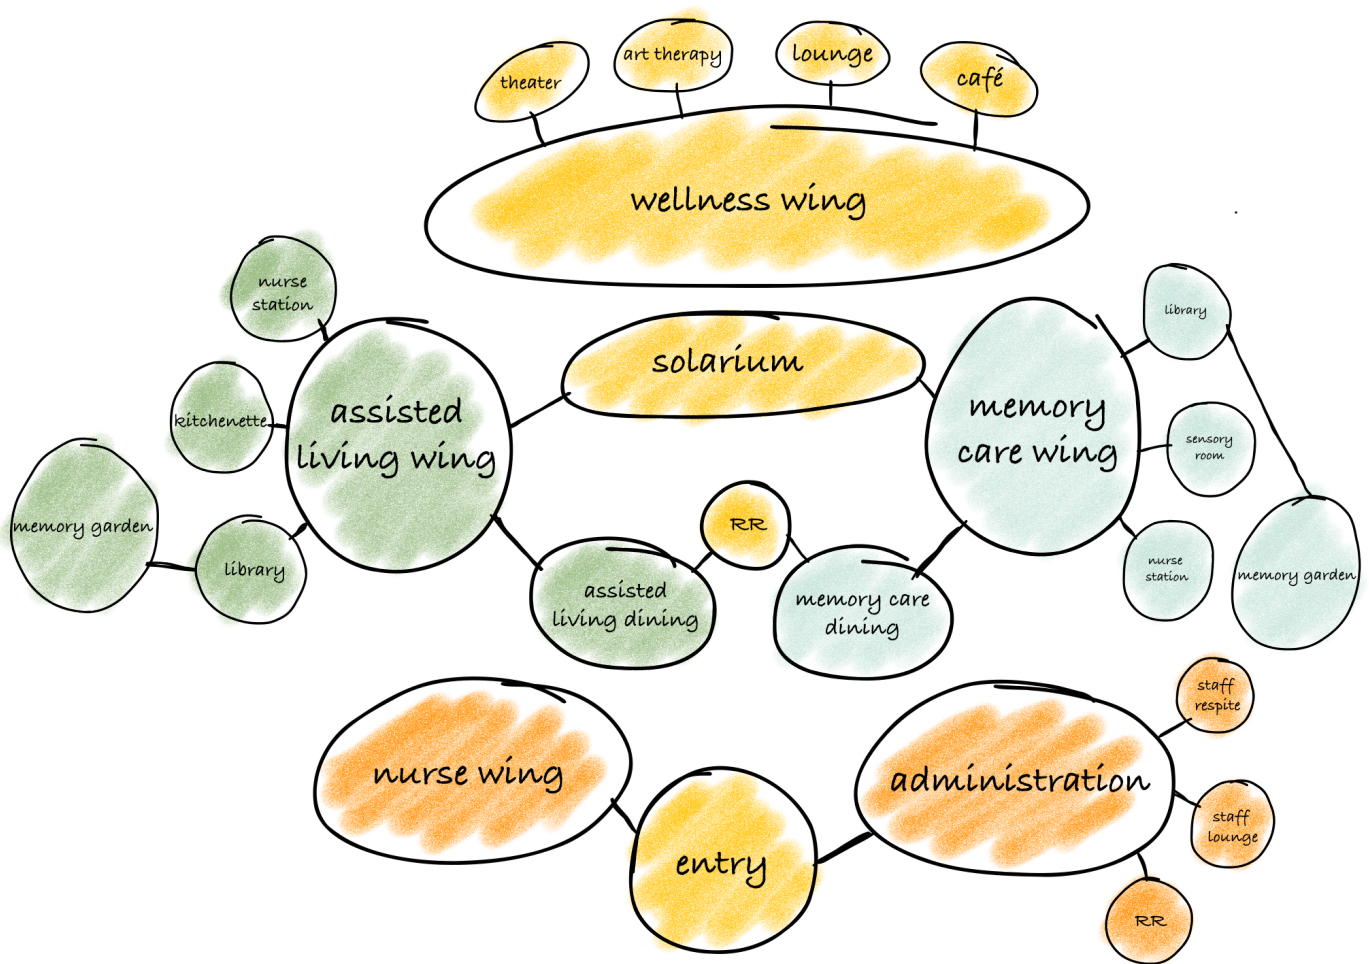 theater
art therapy
lounge
café
wellness wing
nurse
station
library
solarium
assisted
living wing
memory
care wing
kitchenette
sensory
room
memory garden
library
RR
assisted
living dining
memory care
dining
nurse
station
memory garden
staff
respite
nurse wing
administration
staff
lounge
entry
RR